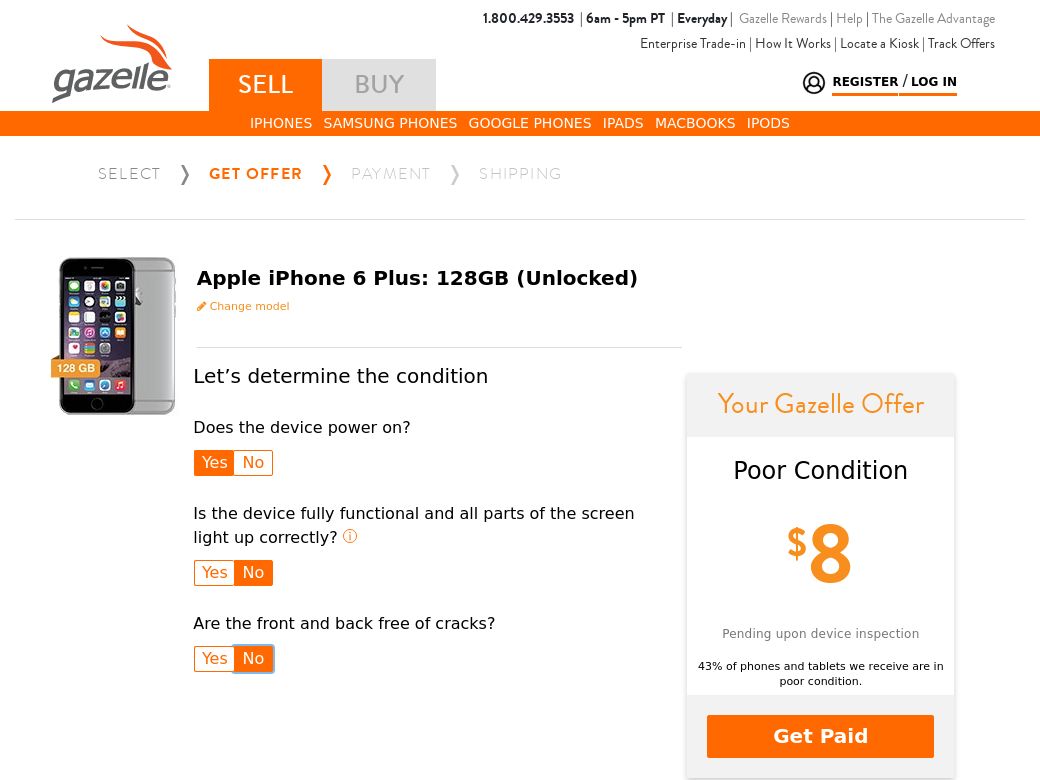 1.800.429.3553 | 6am - 5pm PT | Everyday | Gazelle Rewards | Help | The Gazelle Advantage
Enterprise Trade-in | How It Works | Locate a Kiosk | Track Offers
gazelle
SELL
BUY
REGISTER / LOG IN
IPHONES SAMSUNG PHONES GOOGLE PHONES IPADS MACBOOKS IPODS
SELECT ❭ GET OFFER ❭ PAYMENT ❭ SHIPPING
128 GB
Apple iPhone 6 Plus: 128GB (Unlocked)
Change model
Let’s determine the condition
Does the device power on?
Yes No
Is the device fully functional and all parts of the screen
light up correctly? ⓘ
Yes No
Are the front and back free of cracks?
Yes No
Your Gazelle Offer
Poor Condition
$8
Pending upon device inspection
43% of phones and tablets we receive are in
poor condition.
Get Paid